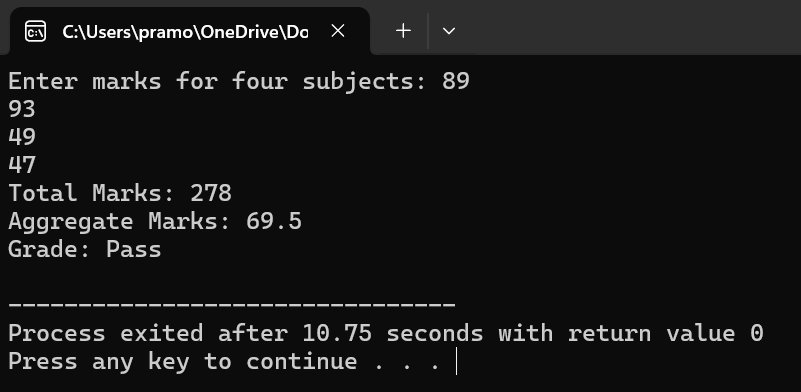 C:\Users\pramo\OneDrive\Do
Enter marks for four subjects: 89
93
49
47
Total Marks: 278
Aggregate Marks: 69.5
Grade: Pass
--------------------------------
Process exited after 10.75 seconds with return value 0
Press any key to continue . . .